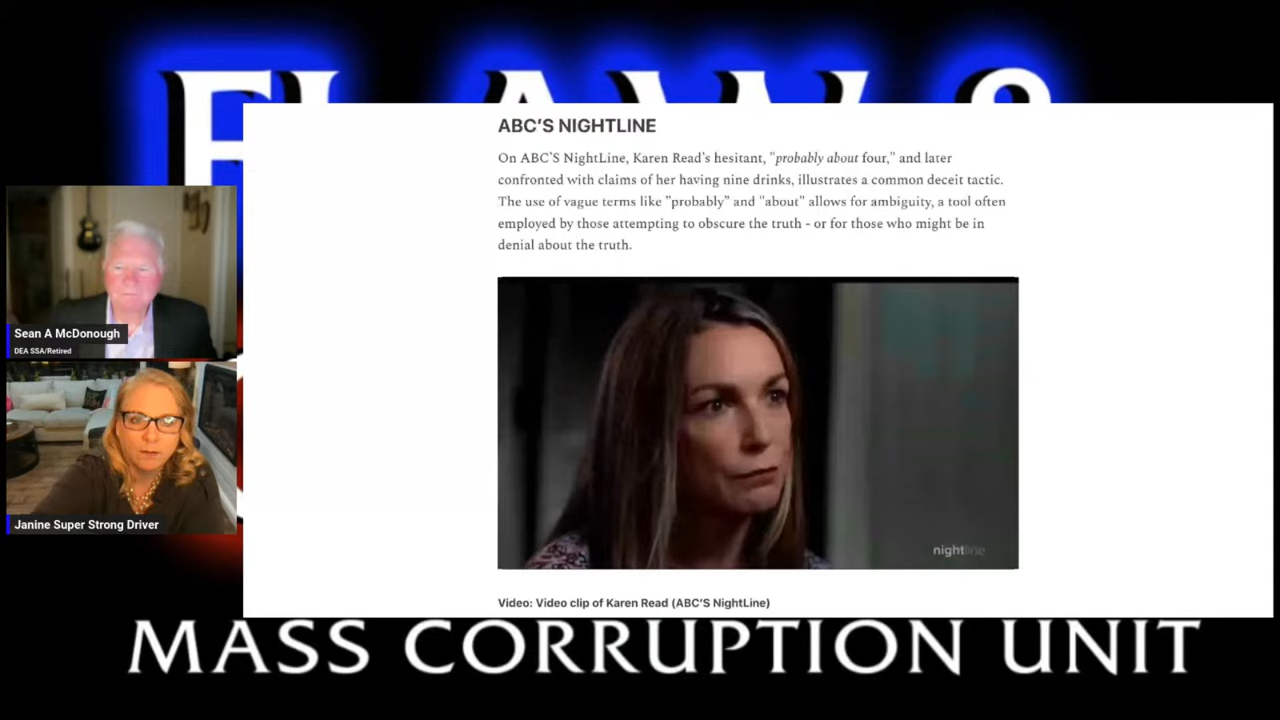 ABC'S NIGHTLINE
On ABC'S NightLine, Karen Read's hesitant, "probably about four," and later
confronted with claims of her having nine drinks, illustrates a common deceit tactic.
The use of vague terms like "probably" and "about" allows for ambiguity, a tool often
employed by those attempting to obscure the truth - or for those who might be in
denial about the truth.
nightline
Video: Video clip of Karen Read (ABC'S NightLine)
Sean A McDonough
DEA SSA/Retired
Janine Super Strong Driver
MASS CORRUPTION UNIT